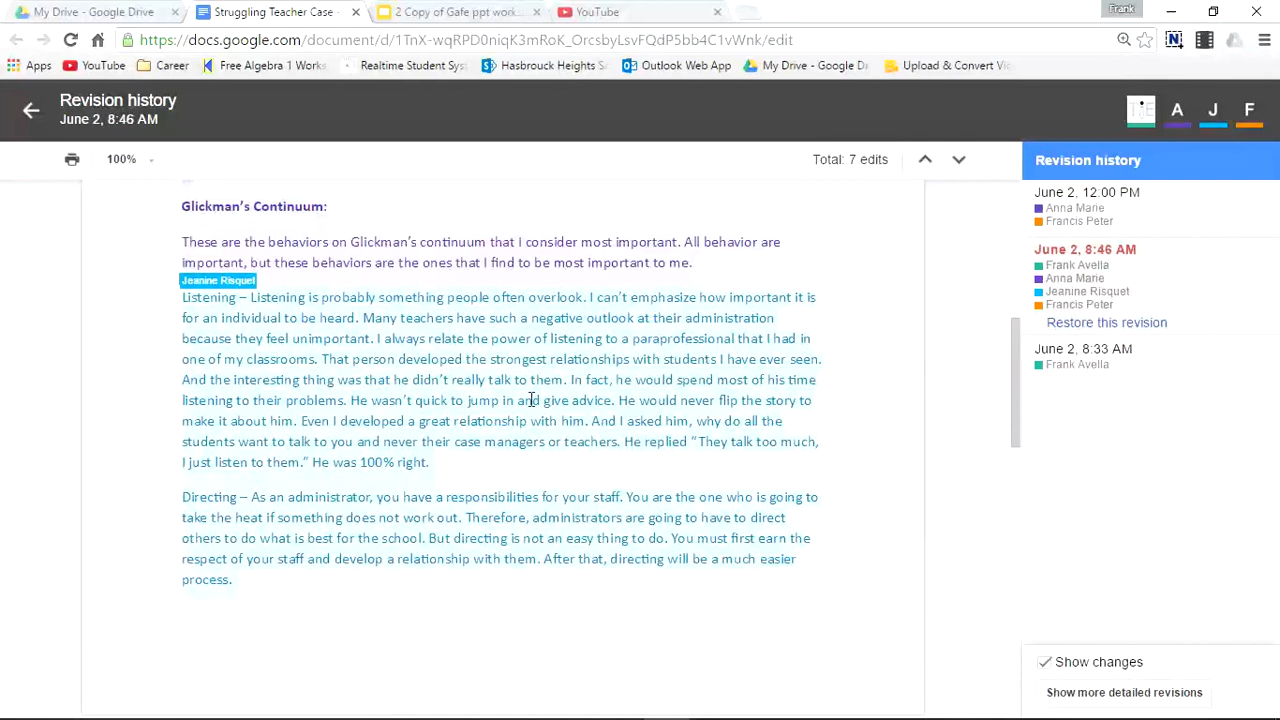 My Drive - Google Drive
Struggling Teacher Case -
2 Copy of Gafe ppt work...
YouTube
Frank
https://docs.google.com/document/d/1TnX-wqRPD0niqK3mRoK_OrcsbyLsvFQdP5bb4C1vWnk/edit
Apps
YouTube
Career
Free Algebra 1 Works
Realtime Student Sys
Hasbrouck Heights S
Outlook Web App
My Drive - Google D
Upload & Convert Vi
Revision history
June 2, 8:46 AM
A J F
100%
Total: 7 edits
Revision history
Glickman's Continuum:
These are the behaviors on Glickman's continuum that I consider most important. All behavior are
important, but these behaviors are the ones that I find to be most important to me.
Jeanine Risquet
Listening – Listening is probably something people often overlook. I can't emphasize how important it is
for an individual to be heard. Many teachers have such a negative outlook at their administration
because they feel unimportant. I always relate the power of listening to a paraprofessional that I had in
one of my classrooms. That person developed the strongest relationships with students I have ever seen.
And the interesting thing was that he didn't really talk to them. In fact, he would spend most of his time
listening to their problems. He wasn't quick to jump in and give advice. He would never flip the story to
make it about him. Even I developed a great relationship with him. And I asked him, why do all the
students want to talk to you and never their case managers or teachers. He replied "They talk too much,
I just listen to them." He was 100% right.
Directing – As an administrator, you have a responsibilities for your staff. You are the one who is going to
take the heat if something does not work out. Therefore, administrators are going to have to direct
others to do what is best for the school. But directing is not an easy thing to do. You must first earn the
respect of your staff and develop a relationship with them. After that, directing will be a much easier
process.
June 2, 12:00 PM
Anna Marie
Francis Peter
June 2, 8:46 AM
Frank Avella
Anna Marie
Jeanine Risquet
Francis Peter
Restore this revision
June 2, 8:33 AM
Frank Avella
Show changes
Show more detailed revisions